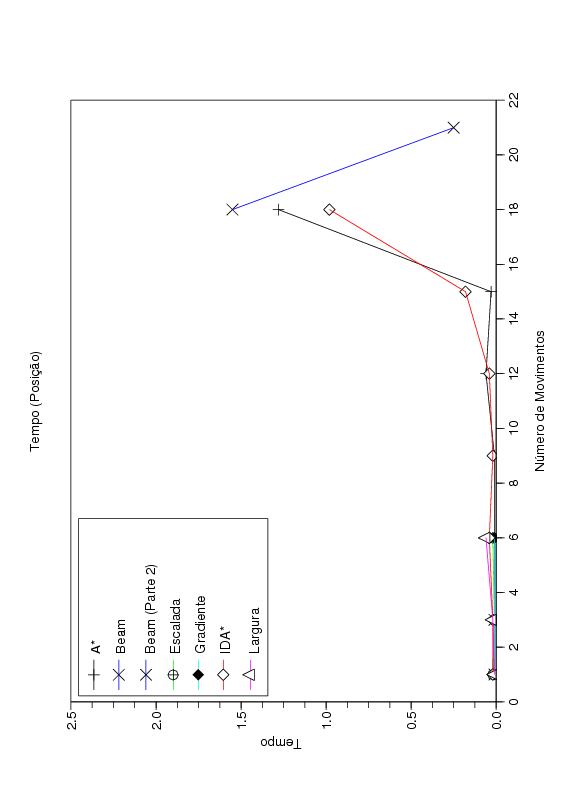 Tempo (Posição)
2.5
2.0
1.5
1.0
0.5
0.0
Tempo
A*
Beam
Beam (Parte 2)
Escalada
Gradiente
IDA*
Largura
0
2
4
6
8
10
12
14
16
18
20
22
Número de Movimentos